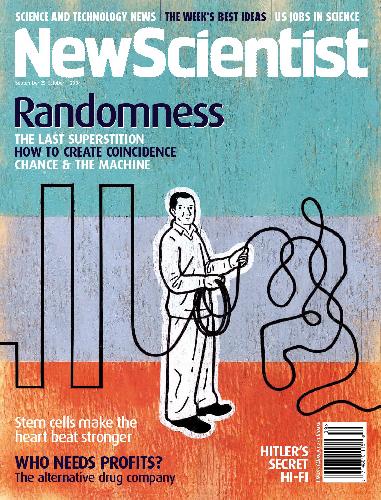 SCIENCE AND TECHNOLOGY NEWS | THE WEEK'S BEST IDEAS | US JOBS IN SCIENCE
NewScientist
Randomness
THE LAST SUPERSTITION
HOW TO CREATE COINCIDENCE
CHANCE & THE MACHINE
Stem cells make the
heart beat stronger
WHO NEEDS PROFITS?
The alternative drug company
HITLER'S
SECRET
HI-FI